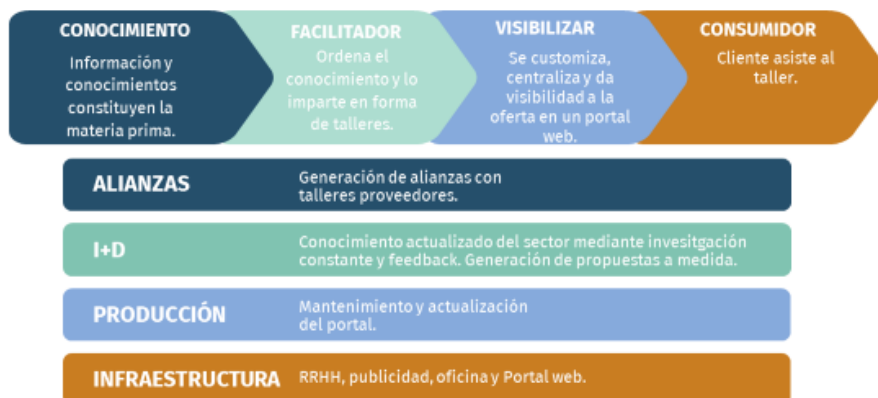 CONOCIMIENTO
Información y
conocimientos
constituyen la
materia prima.
FACILITADOR
Ordena el
conocimiento y lo
imparte en forma
de talleres.
VISIBILIZAR
Se customiza,
centraliza y da
visibilidad a la
oferta en un portal
web.
CONSUMIDOR
Cliente asiste al
taller.
ALIANZAS
Generación de alianzas con
talleres proveedores.
I+D
Conocimiento actualizado del sector mediante invesitgación
constante y feedback. Generación de propuestas a medida.
PRODUCCIÓN
Mantenimiento y actualización
del portal.
INFRAESTRUCTURA
RRHH, publicidad, oficina y Portal web.